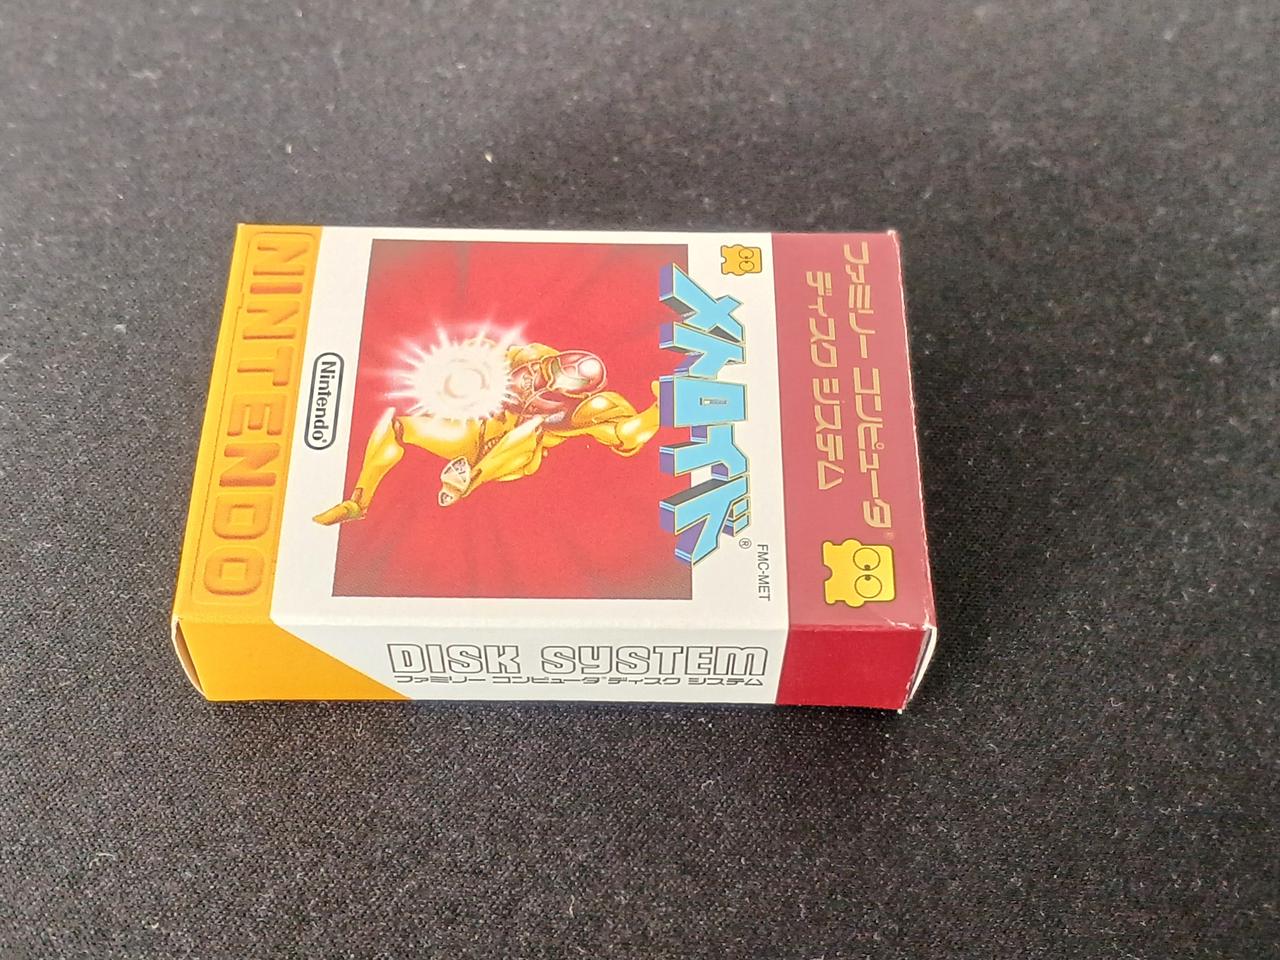 ファミリー コンピュータ®
ディスク システム
メトロイド®
FMC-MET
Nintendo®
NINTENDO
DISK SYSTEM
ファミリー コンピュータ ディスク システム